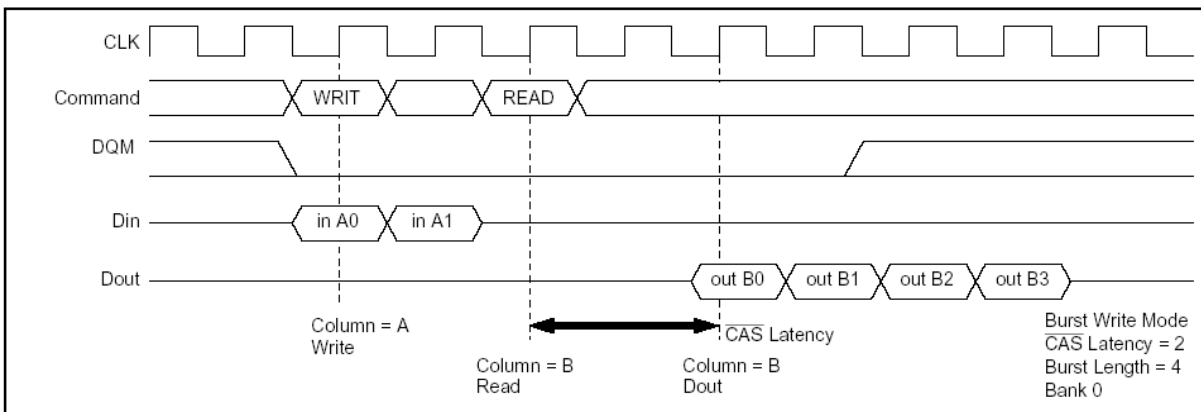 CLK
Command
WRIT
READ
DQM
Din
in A0
in A1
Dout
out B0
out B1
out B2
out B3
Column = A
Write
Column = B
Read
CAS Latency
Column = B
Dout
Burst Write Mode
CAS Latency = 2
Burst Length = 4
Bank 0